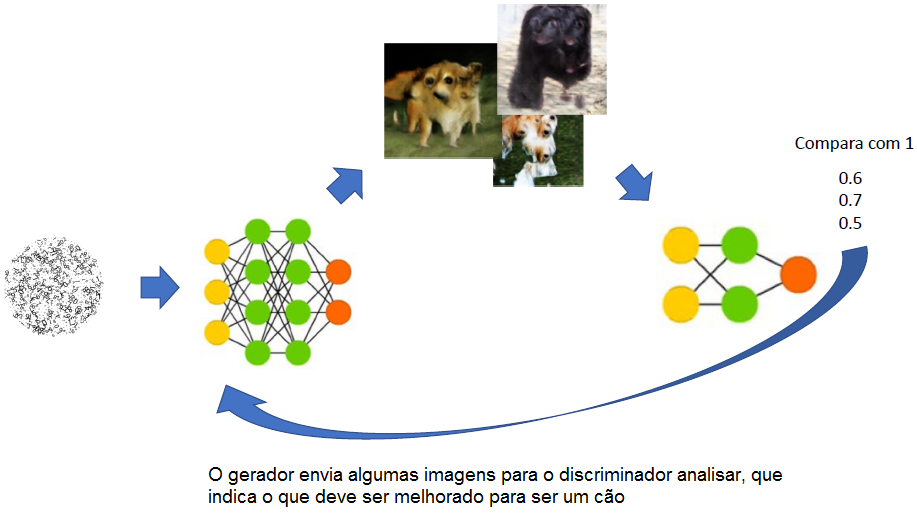 Compara com 1
0.6
0.7
0.5
O gerador envia algumas imagens para o discriminador analisar, que
indica o que deve ser melhorado para ser um cão